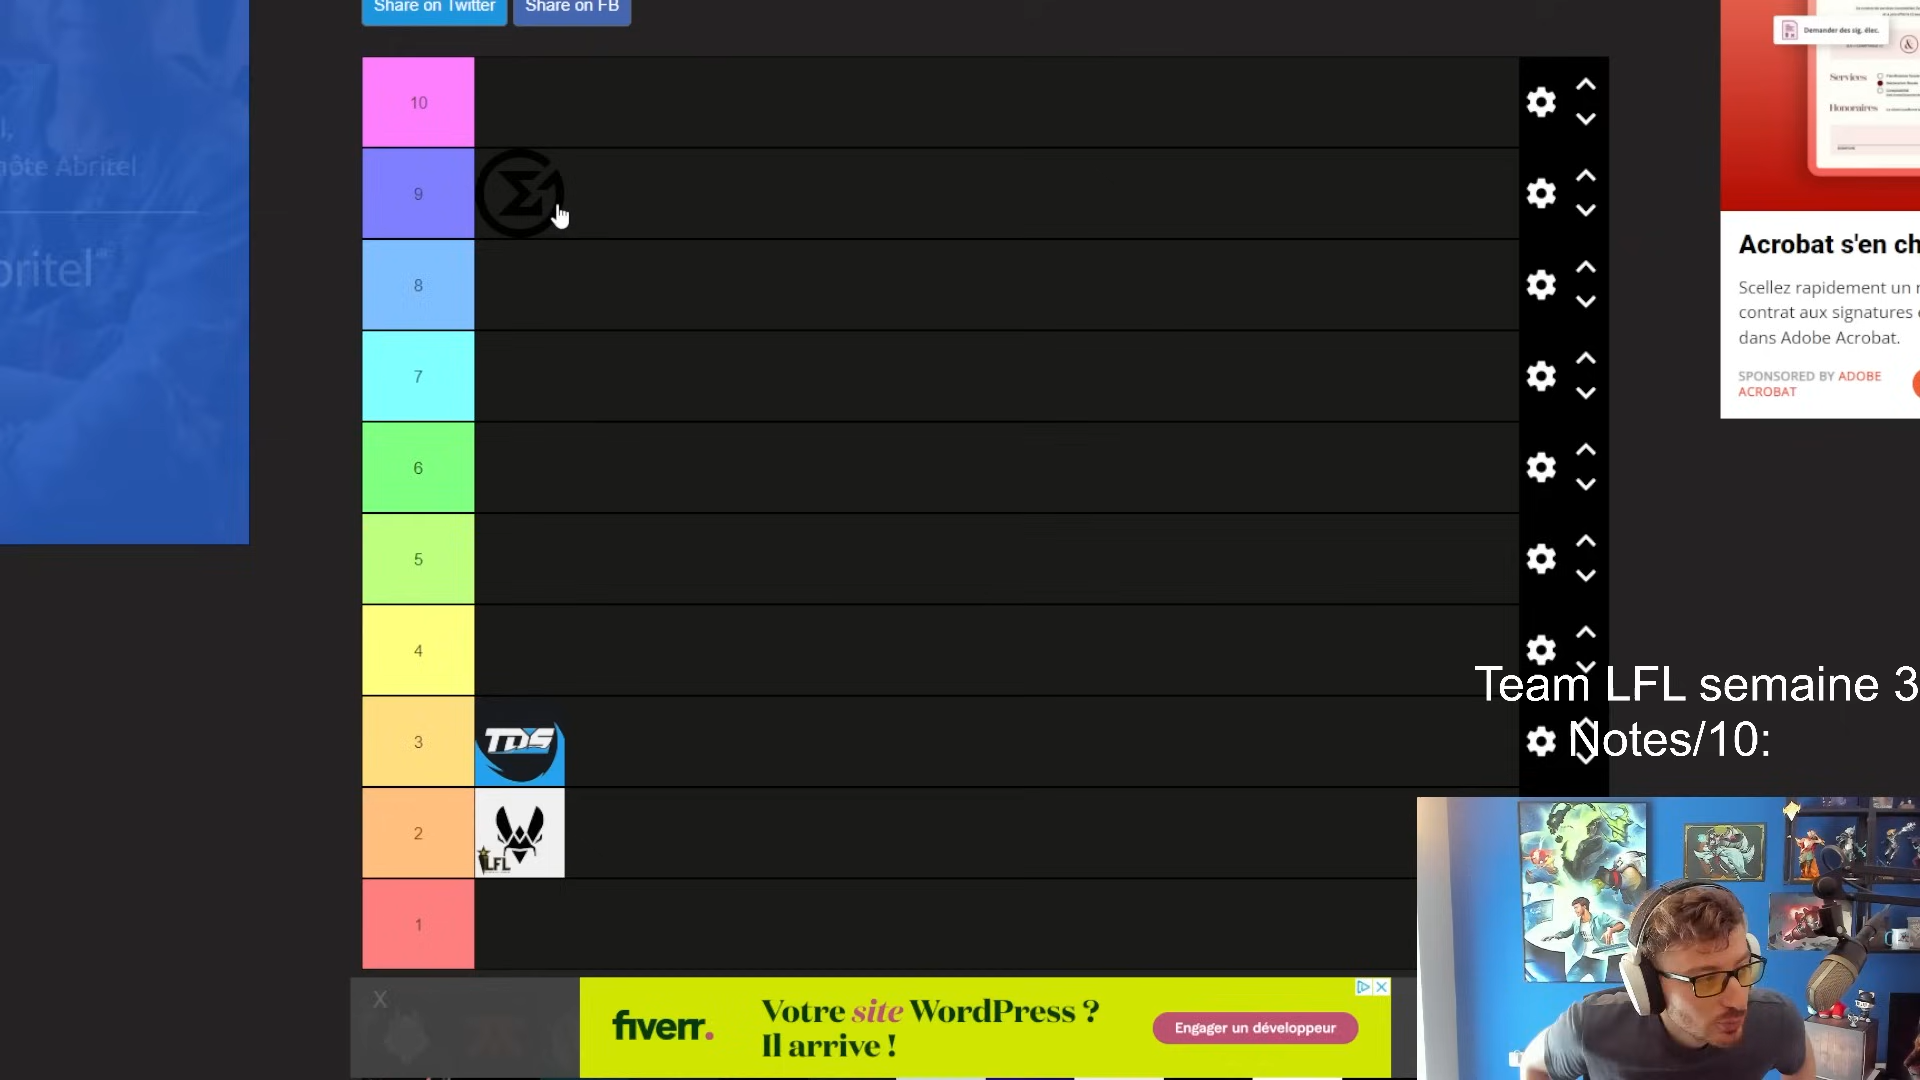 Share on Twitter
Share on FB
10
9
8
7
6
5
4
3
TDS
2
LFL
1
hôte Abritel
britel
Demander des sig. élec.
&
Services
Honoraires
Acrobat s'en ch
Scellez rapidement un
contrat aux signatures
dans Adobe Acrobat.
SPONSORED BY ADOBE
ACROBAT
Team LFL semaine 3
Notes/10:
X
fiverr.
Votre site WordPress ?
Il arrive !
Engager un développeur